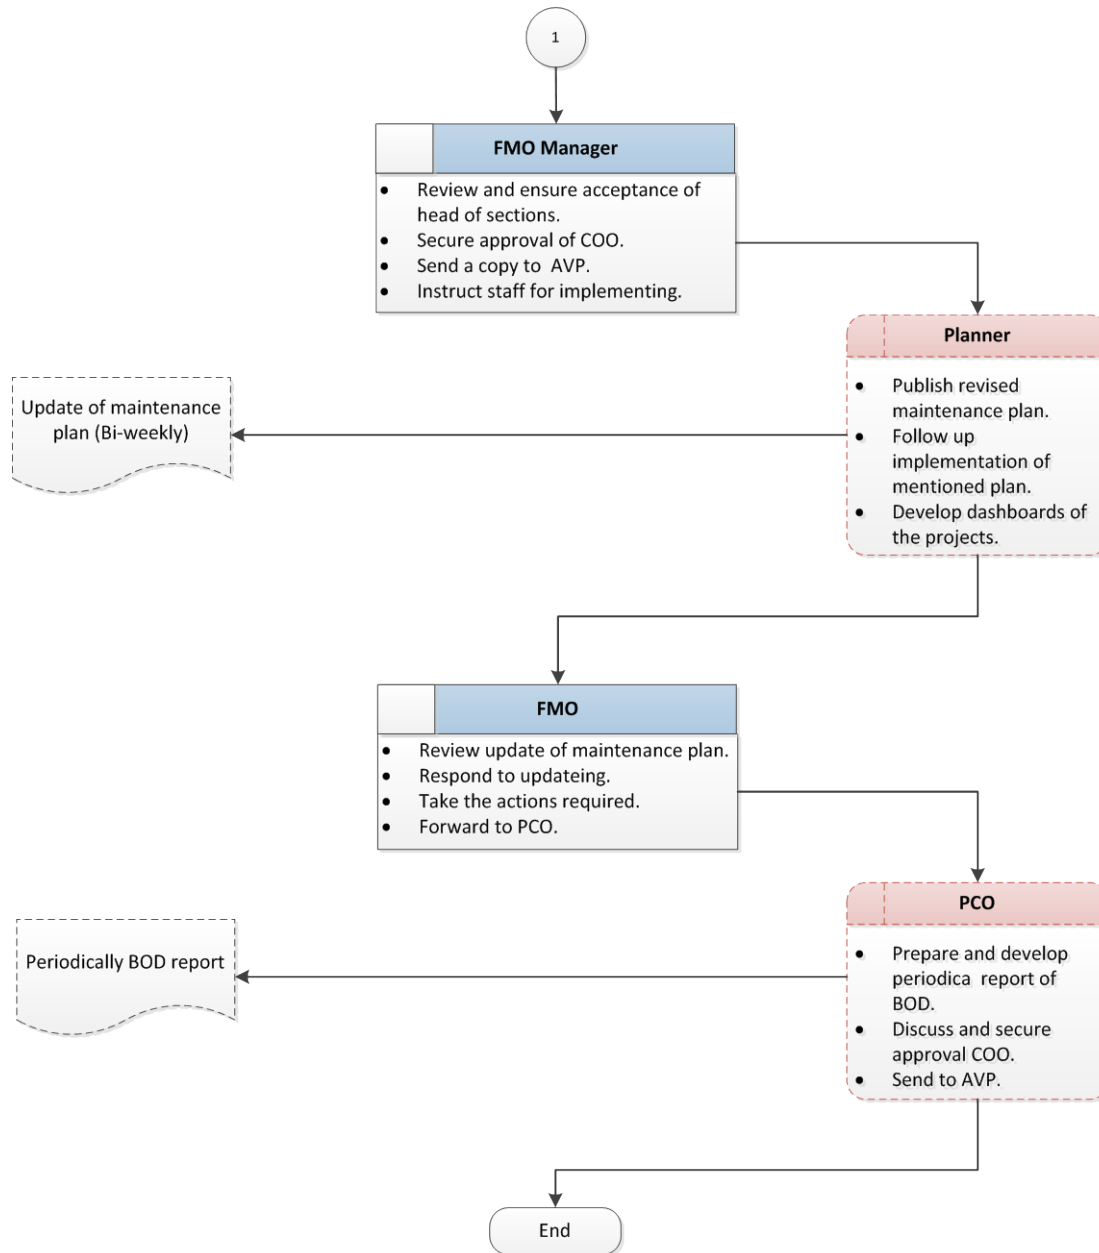 1
FMO Manager
• Review and ensure acceptance of
head of sections.
• Secure approval of COO.
• Send a copy to AVP.
• Instruct staff for implementing.
Planner
• Publish revised
maintenance plan.
• Follow up
implementation of
mentioned plan.
• Develop dashboards of
the projects.
Update of maintenance
plan (Bi-weekly)
FMO
• Review update of maintenance plan.
• Respond to updateing.
• Take the actions required.
• Forward to PCO.
PCO
• Prepare and develop
periodica report of
BOD.
• Discuss and secure
approval COO.
• Send to AVP.
Periodically BOD report
End